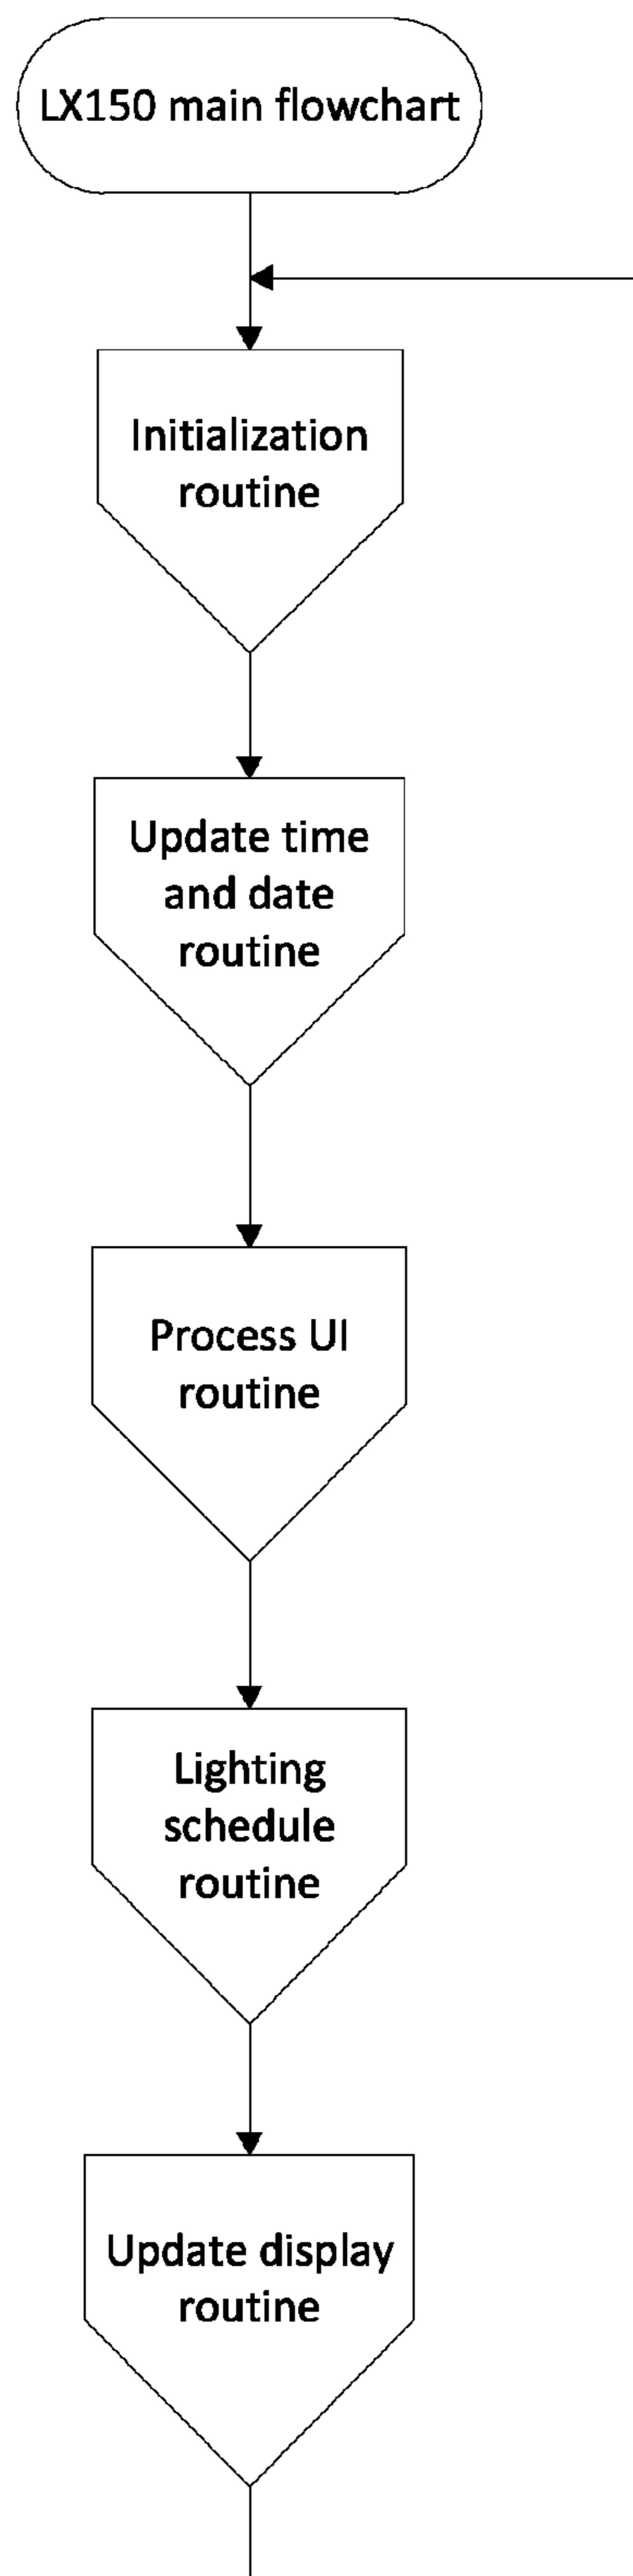 LX150 main flowchart
Initialization
routine
Update time
and date
routine
Process UI
routine
Lighting
schedule
routine
Update display
routine